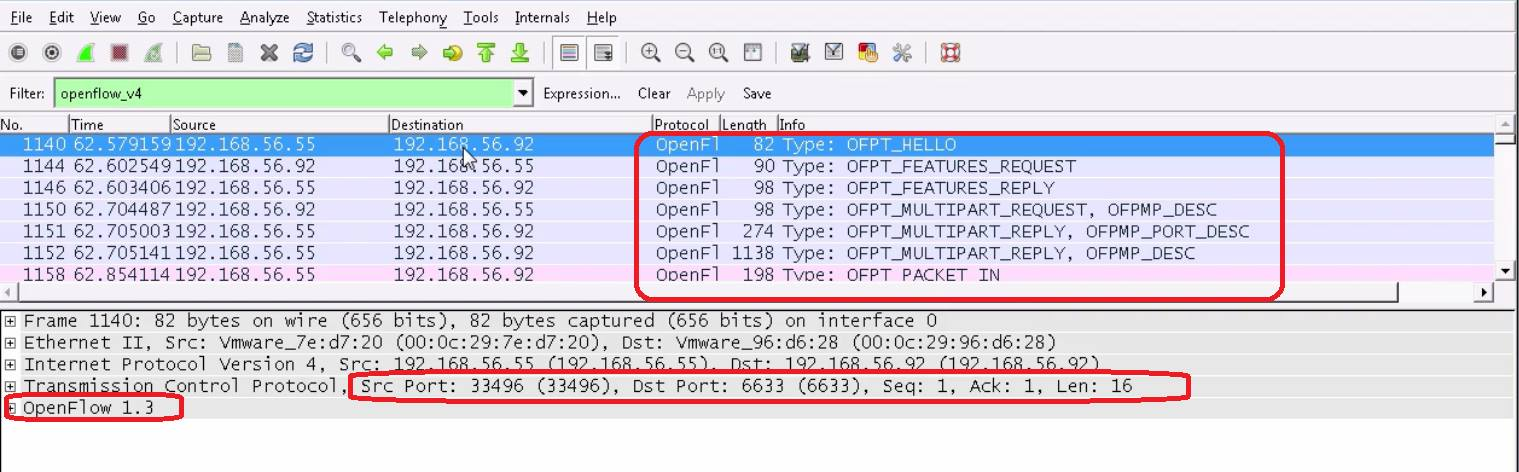 File Edit View Go Capture Analyze Statistics Telephony Tools Internals Help
Filter: openflow_v4 Expression... Clear Apply Save
No. Time Source Destination Protocol Length Info
1140 62.579159 192.168.56.55 192.168.56.92 OpenFl 82 Type: OFPT_HELLO
1144 62.602549 192.168.56.92 192.168.56.55 OpenFl 90 Type: OFPT_FEATURES_REQUEST
1146 62.603406 192.168.56.55 192.168.56.92 OpenFl 98 Type: OFPT_FEATURES_REPLY
1150 62.704487 192.168.56.92 192.168.56.55 OpenFl 98 Type: OFPT_MULTIPART_REQUEST, OFPMP_DESC
1151 62.705003 192.168.56.55 192.168.56.92 OpenFl 274 Type: OFPT_MULTIPART_REPLY, OFPMP_PORT_DESC
1152 62.705141 192.168.56.55 192.168.56.92 OpenFl 1138 Type: OFPT_MULTIPART_REPLY, OFPMP_DESC
1158 62.854114 192.168.56.55 192.168.56.92 OpenFl 198 Type: OFPT_PACKET_IN
Frame 1140: 82 bytes on wire (656 bits), 82 bytes captured (656 bits) on interface 0
Ethernet II, Src: Vmware_7e:d7:20 (00:0c:29:7e:d7:20), Dst: Vmware_96:d6:28 (00:0c:29:96:d6:28)
Internet Protocol Version 4, Src: 192.168.56.55 (192.168.56.55), Dst: 192.168.56.92 (192.168.56.92)
Transmission Control Protocol, Src Port: 33496 (33496), Dst Port: 6633 (6633), Seq: 1, Ack: 1, Len: 16
OpenFlow 1.3